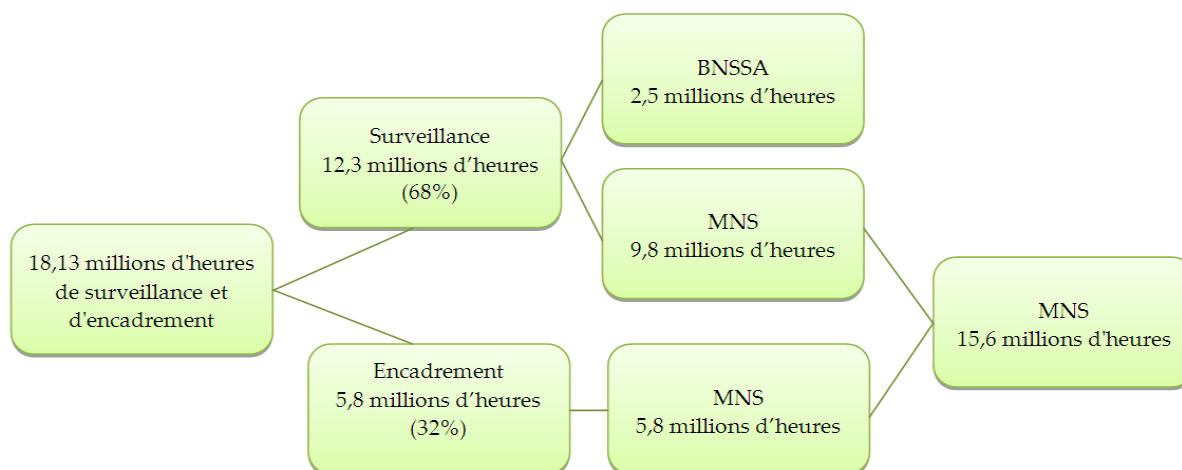 BNSSA
2,5 millions d’heures
Surveillance
12,3 millions d’heures
(68%)
MNS
9,8 millions d’heures
18,13 millions d'heures
de surveillance et
d'encadrement
MNS
15,6 millions d'heures
Encadrement
5,8 millions d’heures
(32%)
MNS
5,8 millions d’heures